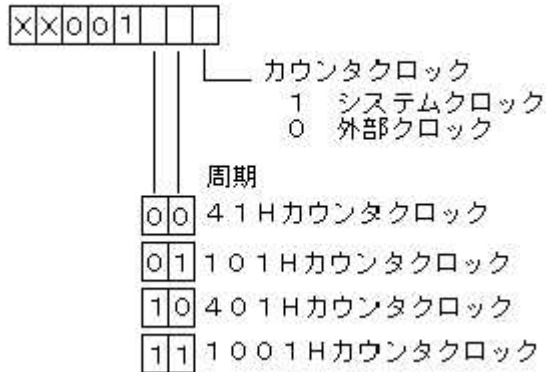 XX001
カウンタクロック
1 システムクロック
0 外部クロック
周期
00 41Hカウンタクロック
01 101Hカウンタクロック
10 401Hカウンタクロック
11 1001Hカウンタクロック